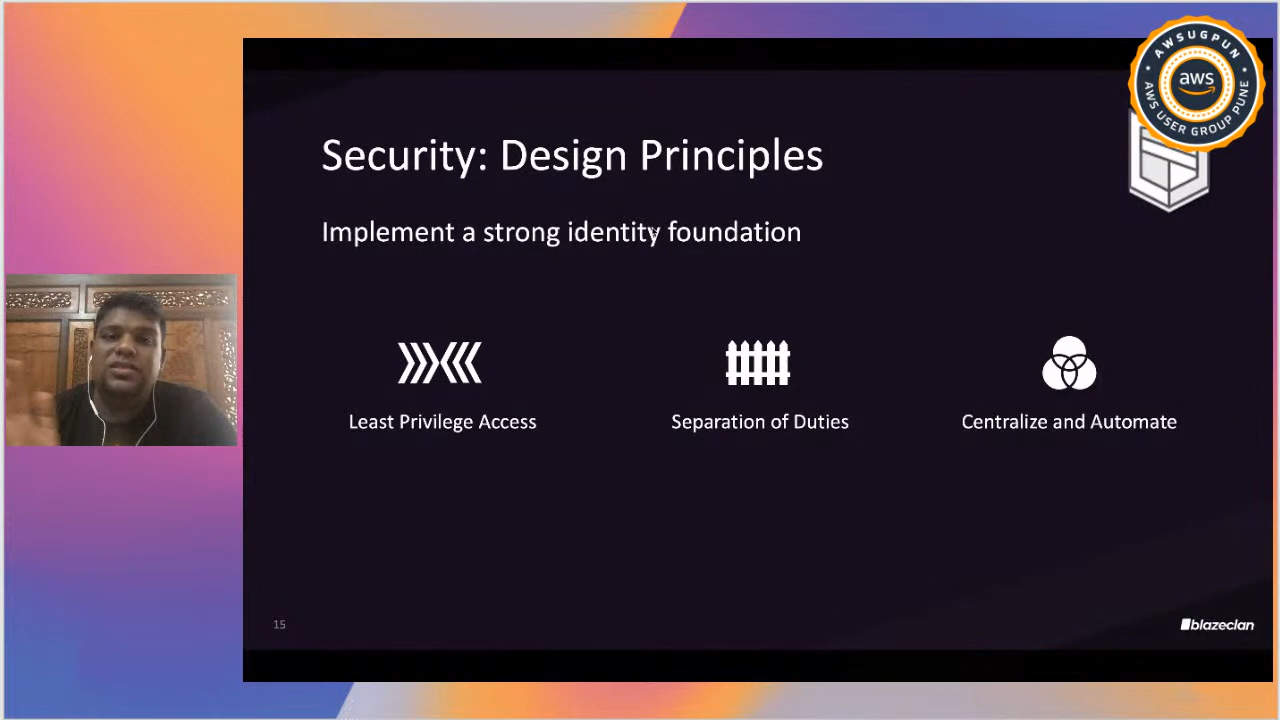 AWSUGPUN
aws
AWS USER GROUP PUNE
Security: Design Principles
Implement a strong identity foundation
Least Privilege Access
Separation of Duties
Centralize and Automate
15
blazeclan